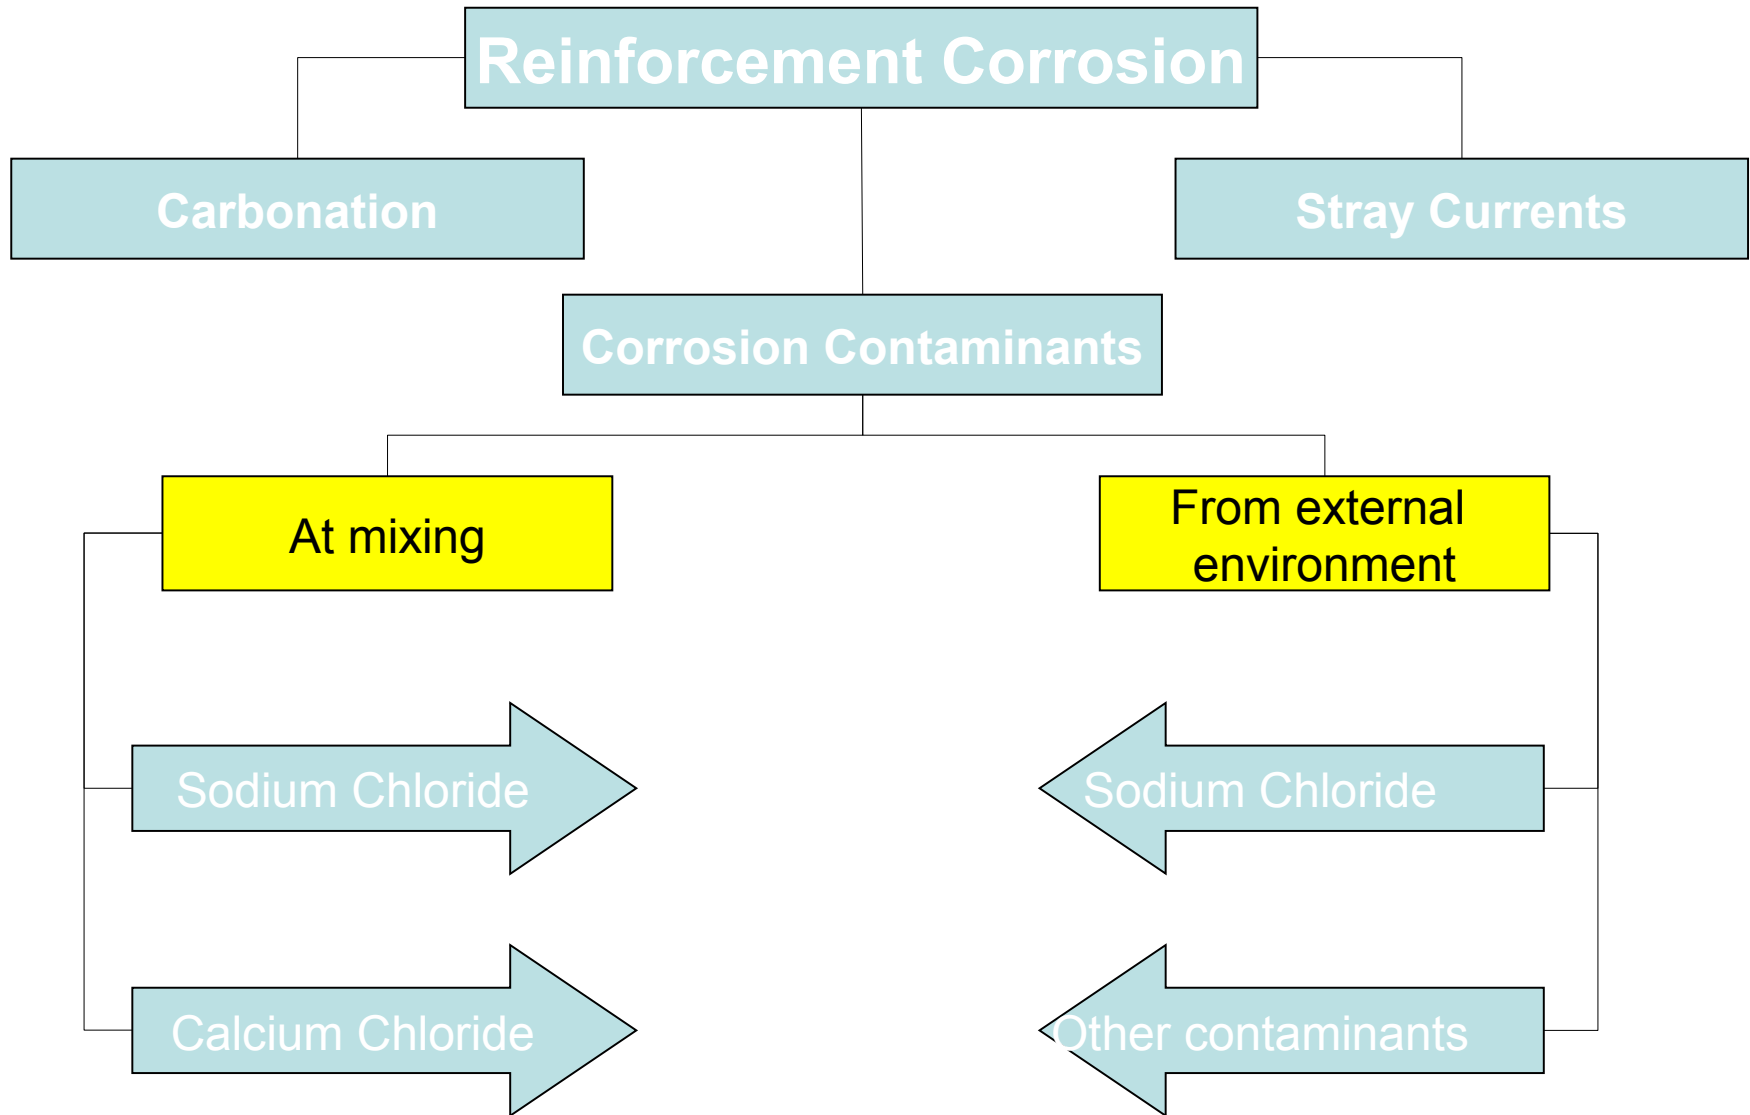 Reinforcement Corrosion
Carbonation
Stray Currents
Corrosion Contaminants
At mixing
From external
environment
Sodium Chloride
Sodium Chloride
Calcium Chloride
Other contaminants